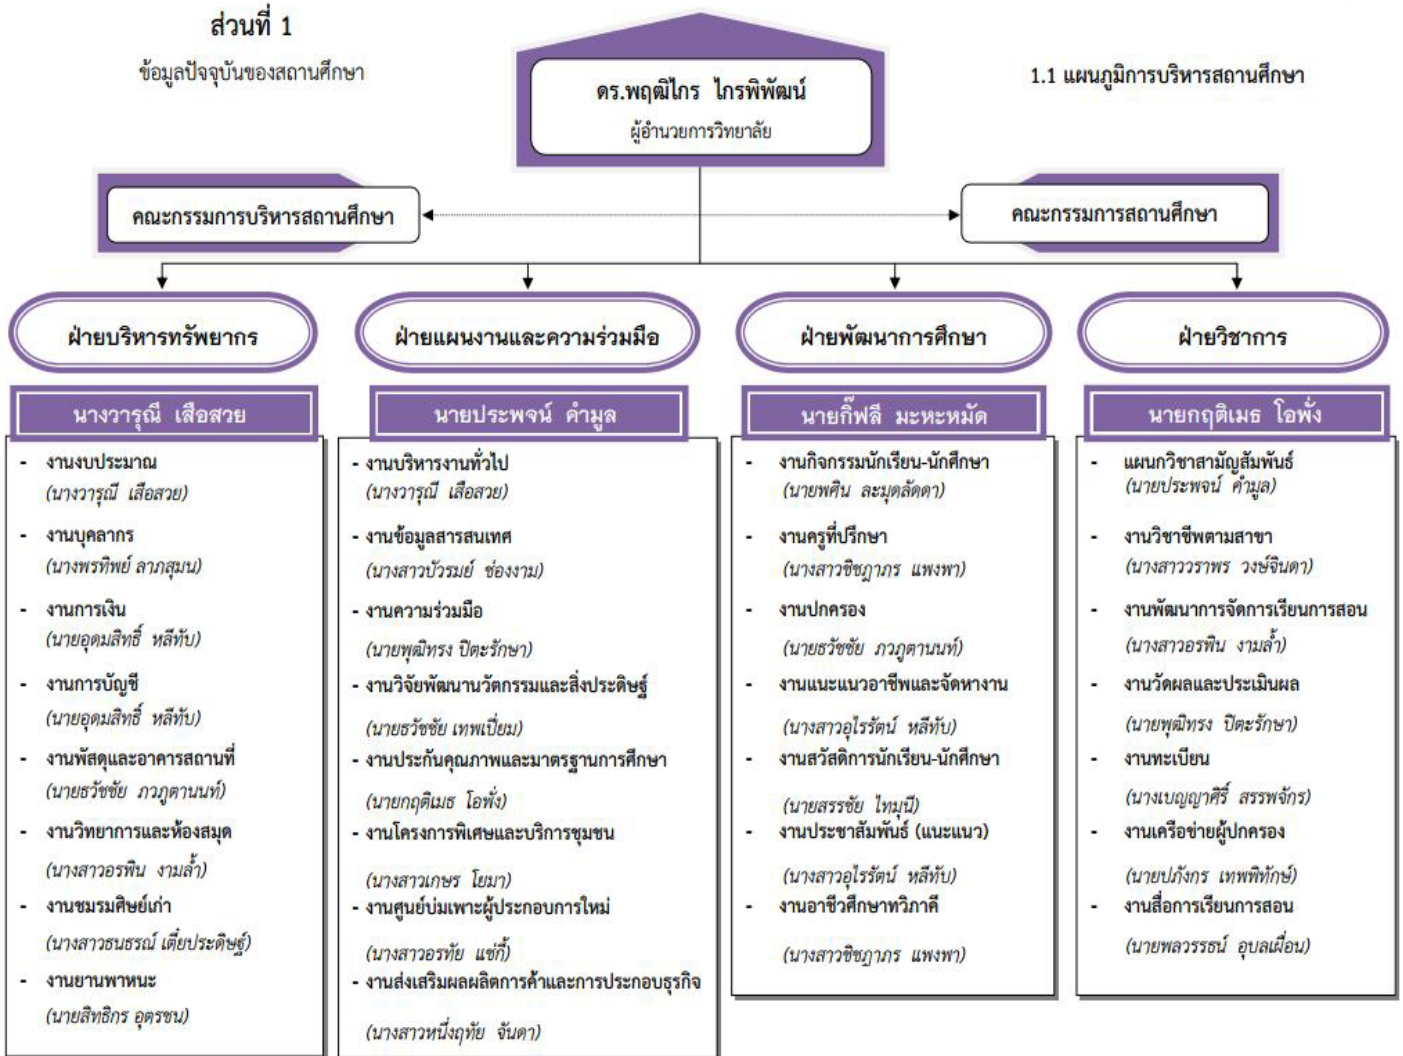 ส่วนที่ 1
ข้อมูลปัจจุบันของสถานศึกษา
1.1 แผนภูมิการบริหารสถานศึกษา
ดร.พฤฒิไกร ไกรพิพัฒน์
ผู้อำนวยการวิทยาลัย
คณะกรรมการบริหารสถานศึกษา
คณะกรรมการสถานศึกษา
ฝ่ายบริหารทรัพยากร
นางวารุณี เสือสวย
- งานงบประมาณ
(นางวารุณี เสือสวย)
- งานบุคลากร
(นางพรทิพย์ ลาภสุมน)
- งานการเงิน
(นายอุดมสิทธิ์ หลีทับ)
- งานการบัญชี
(นายอุดมสิทธิ์ หลีทับ)
- งานพัสดุและอาคารสถานที่
(นายธวัชชัย ภวภูตานนท์)
- งานวิทยาการและห้องสมุด
(นางสาวอรพิน งามล้ำ)
- งานชมรมศิษย์เก่า
(นางสาวธนธรณ์ เตี๋ยประดิษฐ์)
- งานยานพาหนะ
(นายสิทธิกร อุตรชน)
ฝ่ายแผนงานและความร่วมมือ
นายประพจน์ คำมูล
- งานบริหารงานทั่วไป
(นางวารุณี เสือสวย)
- งานข้อมูลสารสนเทศ
(นางสาวบัวรมย์ ช่องงาม)
- งานความร่วมมือ
(นายพุฒิทรง ปิตะรักษา)
- งานวิจัยพัฒนานวัตกรรมและสิ่งประดิษฐ์
(นายธวัชชัย เทพเปี่ยม)
- งานประกันคุณภาพและมาตรฐานการศึกษา
(นายกฤติเมธ โอพั่ง)
- งานโครงการพิเศษและบริการชุมชน
(นางสาวเกษร โยมา)
- งานศูนย์บ่มเพาะผู้ประกอบการใหม่
(นางสาวอรทัย แซ่กี้)
- งานส่งเสริมผลผลิตการค้าและการประกอบธุรกิจ
(นางสาวหนึ่งฤทัย จันดา)
ฝ่ายพัฒนาการศึกษา
นายกิ๊ฟลี มะหะหมัด
- งานกิจกรรมนักเรียน-นักศึกษา
(นายพศิน ละมุดลัดดา)
- งานครูที่ปรึกษา
(นางสาวชิชฎาภร แพงพา)
- งานปกครอง
(นายธวัชชัย ภวภูตานนท์)
- งานแนะแนวอาชีพและจัดหางาน
(นางสาวอุไรรัตน์ หลีทับ)
- งานสวัสดิการนักเรียน-นักศึกษา
(นายสรรชัย ไทมุนี)
- งานประชาสัมพันธ์ (แนะแนว)
(นางสาวอุไรรัตน์ หลีทับ)
- งานอาชีวศึกษาทวิภาคี
(นางสาวชิชฎาภร แพงพา)
ฝ่ายวิชาการ
นายกฤติเมธ โอพั่ง
- แผนกวิชาสามัญสัมพันธ์
(นายประพจน์ คำมูล)
- งานวิชาชีพตามสาขา
(นางสาววราพร วงษ์จินดา)
- งานพัฒนาการจัดการเรียนการสอน
(นางสาวอรพิน งามล้ำ)
- งานวัดผลและประเมินผล
(นายพุฒิทรง ปิตะรักษา)
- งานทะเบียน
(นางเบญญาศิริ์ สรรพจักร)
- งานเครือข่ายผู้ปกครอง
(นายปภังกร เทพพิทักษ์)
- งานสื่อการเรียนการสอน
(นายพลวรรธน์ อุบลเผื่อน)